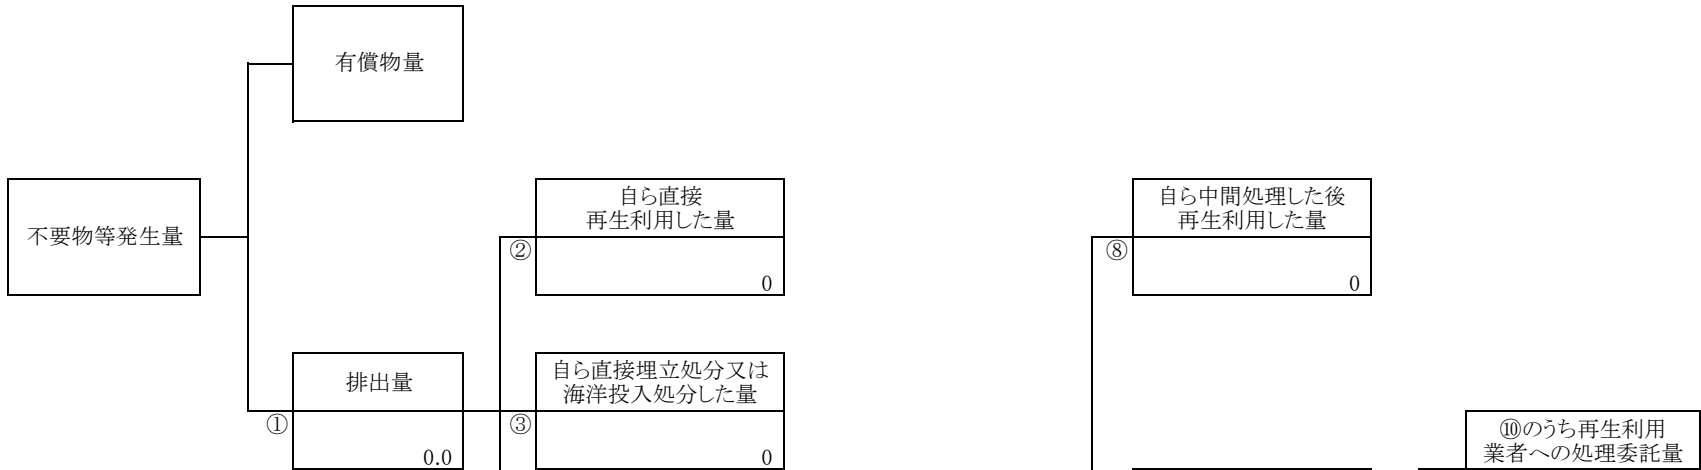 有償物量
不要物等発生量
自ら直接
再生利用した量
②
0
自ら中間処理した後
再生利用した量
⑧
0
排出量
①
0.0
自ら直接埋立処分又は
海洋投入処分した量
③
0
⑩のうち再生利用
業者への処理委託量